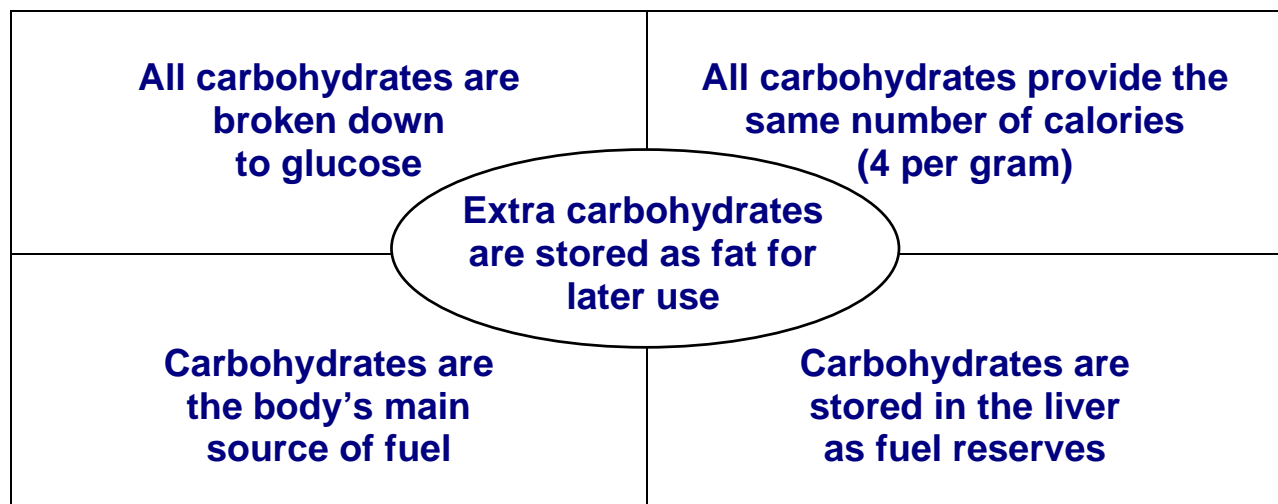 All carbohydrates are
broken down
to glucose
All carbohydrates provide the
same number of calories
(4 per gram)
Extra carbohydrates
are stored as fat for
later use
Carbohydrates are
the body’s main
source of fuel
Carbohydrates are
stored in the liver
as fuel reserves